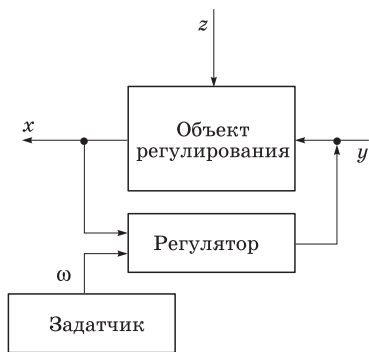 z
Объект
регулирования
x
y
Регулятор
ω
Задатчик